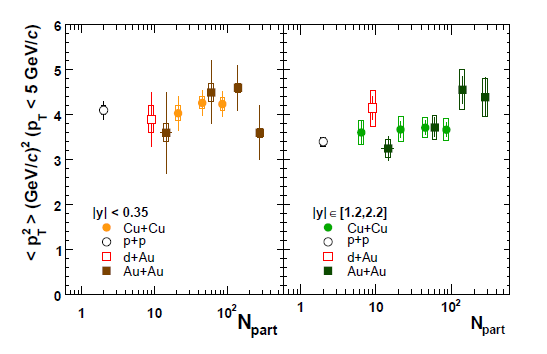 < p_T^2 > (GeV/c)^2 (p_T < 5 GeV/c)
6
5
4
3
2
1
0
|y| < 0.35
Cu+Cu
p+p
d+Au
Au+Au
1
10
10^2
N_part
|y| ∈ [1.2,2.2]
Cu+Cu
p+p
d+Au
Au+Au
1
10
10^2
N_part